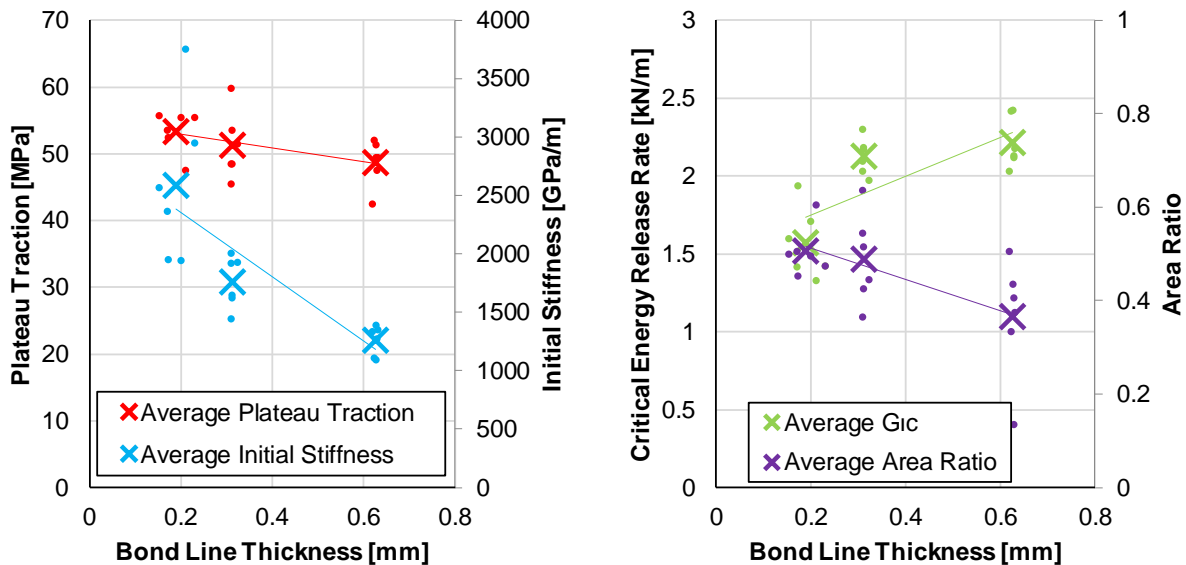 70
60
50
40
30
20
10
0
Plateau Traction [MPa]
4000
3500
3000
2500
2000
1500
1000
500
0
Initial Stiffness [GPa/m]
Average Plateau Traction
Average Initial Stiffness
0 0.2 0.4 0.6 0.8
Bond Line Thickness [mm]
3
2.5
2
1.5
1
0.5
0
Critical Energy Release Rate [kN/m]
1
0.8
0.6
0.4
0.2
0
Area Ratio
Average GIC
Average Area Ratio
0 0.2 0.4 0.6 0.8
Bond Line Thickness [mm]